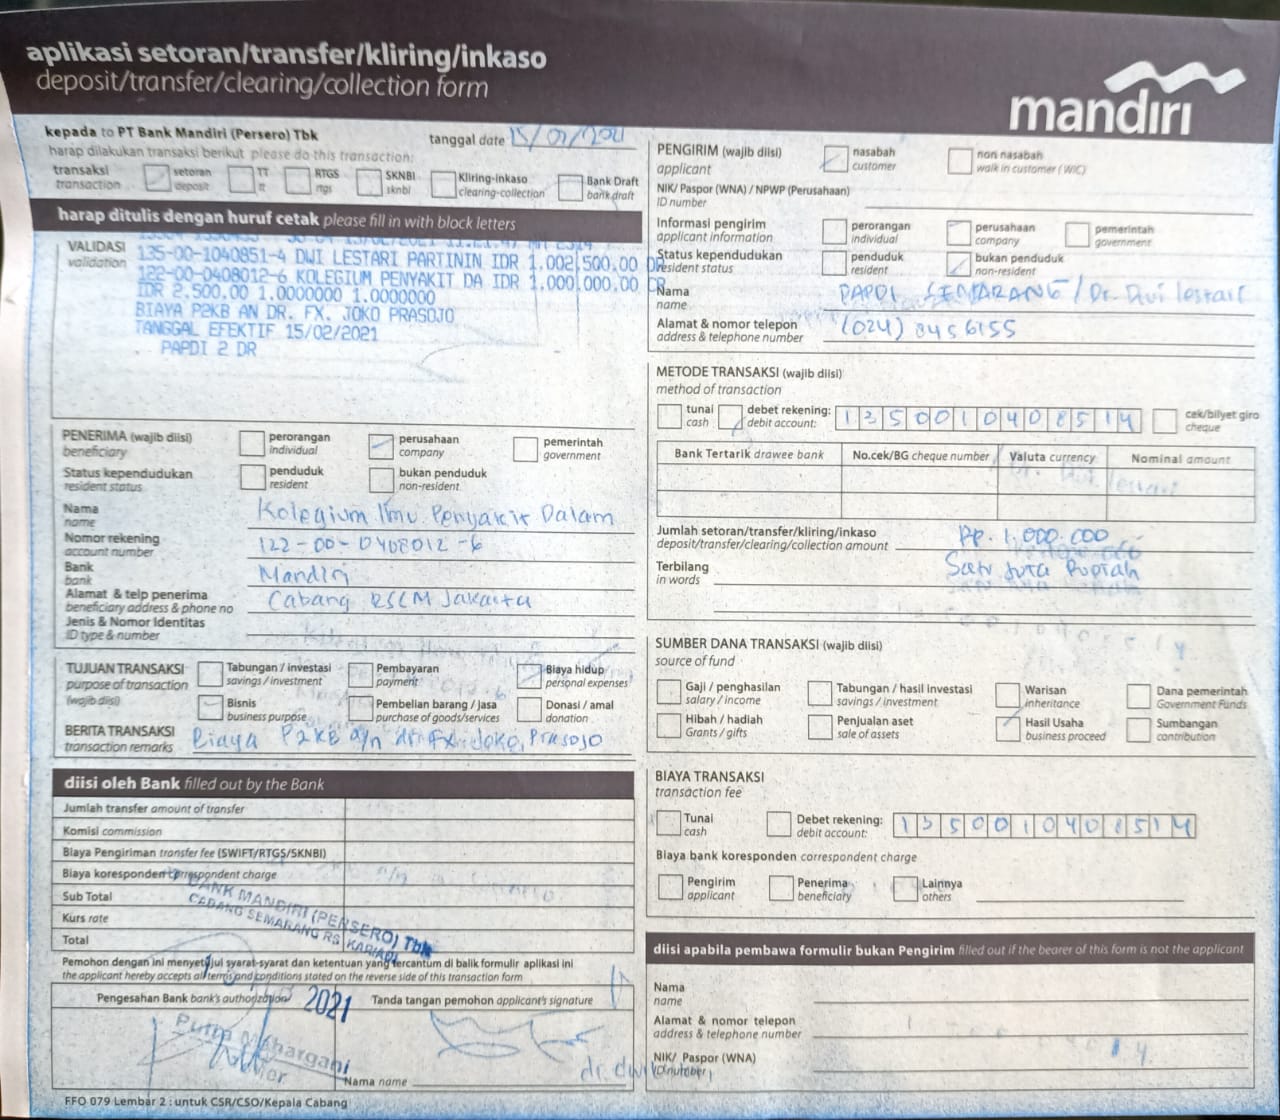 aplikasi setoran/transfer/kliring/inkaso
deposit/transfer/clearing/collection form
mandiri
kepada to PT Bank Mandiri (Persero) Tbk
tanggal date 15/02/2021
harap dilakukan transaksi berikut please do this transaction:
transaksi transaction
setoran deposit
TT tt
RTGS rtgs
SKNBI sknbi
Kliring-inkaso clearing-collection
Bank Draft bank draft
harap ditulis dengan huruf cetak please fill in with block letters
VALIDASI validation
135-00-1040851-4 DWI LESTARI PARTININ IDR 1.002.500.00 DR
122-00-0408012-6 KOLEGIUM PENYAKIT DA IDR 1.000.000.00 CR
IDR 2.500.00 1.0000000 1.0000000
BIAYA P2KB AN DR. FX. JOKO PRASOJO
TANGGAL EFEKTIF 15/02/2021
PAPDI 2 DR
PENERIMA (wajib diisi) beneficiary
perorangan individual
perusahaan company
pemerintah government
Status kependudukan resident status
penduduk resident
bukan penduduk non-resident
Nama name Kolegium Ilmu Penyakit Dalam
Nomor rekening account number 122-00-0408012-6
Bank bank Mandiri
Alamat & telp penerima beneficiary address & phone no Cabang RSCM Jakarta
Jenis & Nomor Identitas ID type & number
TUJUAN TRANSAKSI purpose of transaction (wajib diisi)
Tabungan / investasi savings / investment
Pembayaran payment
Biaya hidup personal expenses
Bisnis business purpose
Pembelian barang / jasa purchase of goods/services
Donasi / amal donation
BERITA TRANSAKSI transaction remarks Biaya P2KB a/n dr. Fx. Joko Prasojo
diisi oleh Bank filled out by the Bank
Jumlah transfer amount of transfer
Komisi commission
Biaya Pengiriman transfer fee (SWIFT/RTGS/SKNBI)
Biaya koresponden correspondent charge
Sub Total
Kurs rate
Total
BANK MANDIRI (PERSERO) Tbk
CABANG SEMARANG RS KARIADI
Pemohon dengan ini menyetujui syarat-syarat dan ketentuan yang tercantum di balik formulir aplikasi ini
the applicant hereby accepts all terms and conditions stated on the reverse side of this transaction form
Pengesahan Bank bank's authorization
2021
Tanda tangan pemohon applicant's signature
Nama name
FFO 079 Lembar 2 : untuk CSR/CSO/Kepala Cabang
PENGIRIM (wajib diisi) applicant
nasabah customer
non nasabah walk in customer (WIC)
NIK/ Paspor (WNA) / NPWP (Perusahaan)
ID number
Informasi pengirim applicant information
perorangan individual
perusahaan company
pemerintah government
Status kependudukan resident status
penduduk resident
bukan penduduk non-resident
Nama name PAPDI SEMARANG / Dr. Dwi lestari
Alamat & nomor telepon address & telephone number (024) 8456155
METODE TRANSAKSI (wajib diisi)
method of transaction
tunai cash
debet rekening: debit account: 1350010408514
cek/bilyet giro cheque
Bank Tertarik drawee bank
No.cek/BG cheque number
Valuta currency
Nominal amount
Jumlah setoran/transfer/kliring/inkaso
deposit/transfer/clearing/collection amount
Rp. 1.000.000
Terbilang in words
Satu Juta Rupiah
SUMBER DANA TRANSAKSI (wajib diisi)
source of fund
Gaji / penghasilan salary / income
Tabungan / hasil investasi savings / investment
Warisan inheritance
Dana pemerintah Government Funds
Hibah / hadiah Grants / gifts
Penjualan aset sale of assets
Hasil Usaha business proceed
Sumbangan contribution
BIAYA TRANSAKSI
transaction fee
Tunai cash
Debet rekening: debit account: 1350010408514
Biaya bank koresponden correspondent charge
Pengirim applicant
Penerima beneficiary
Lainnya others
diisi apabila pembawa formulir bukan Pengirim filled out if the bearer of this form is not the applicant
Nama name
Alamat & nomor telepon address & telephone number
NIK/ Paspor (WNA)